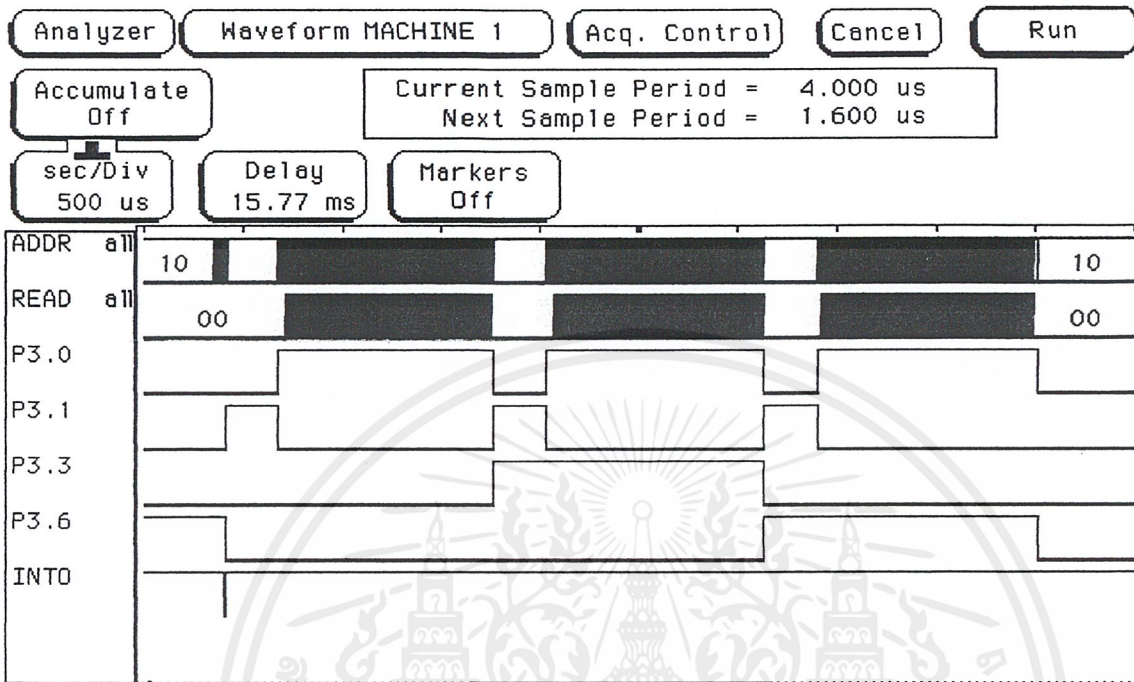 Analyzer Waveform MACHINE 1 Acq. Control Cancel Run
Accumulate
Off
Current Sample Period = 4.000 us
Next Sample Period = 1.600 us
sec/Div
500 us
Delay
15.77 ms
Markers
Off
ADDR all 10 10
READ all 00 00
P3.0
P3.1
P3.3
P3.6
INT0